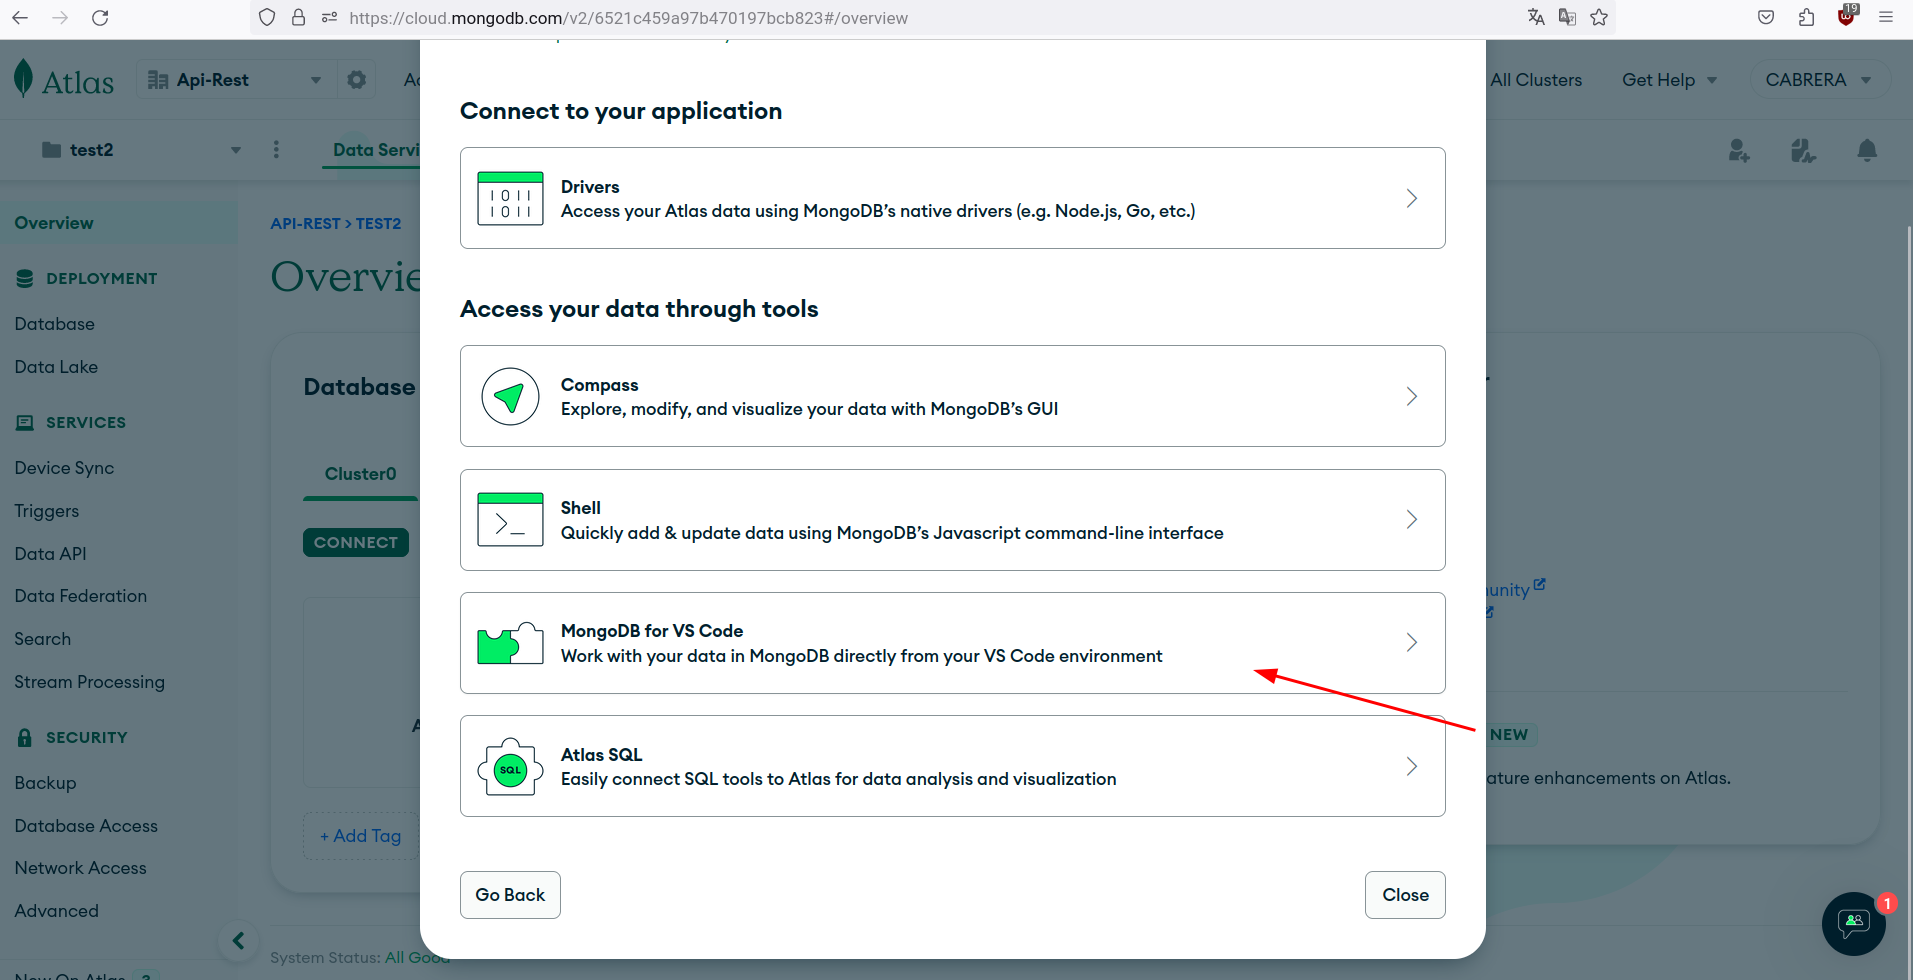 https://cloud.mongodb.com/v2/6521c459a97b470197bcb823#/overview
19
Atlas
Api-Rest
All Clusters
Get Help
CABRERA
test2
Data Servi
Overview
DEPLOYMENT
Database
Data Lake
SERVICES
Device Sync
Triggers
Data API
Data Federation
Search
Stream Processing
SECURITY
Backup
Database Access
Network Access
Advanced
New On Atlas
API-REST > TEST2
Overvie
Database
Cluster0
CONNECT
+ Add Tag
System Status: All Good
Connect to your application
1011
1011
Drivers
Access your Atlas data using MongoDB's native drivers (e.g. Node.js, Go, etc.)
Access your data through tools
Compass
Explore, modify, and visualize your data with MongoDB's GUI
Shell
Quickly add & update data using MongoDB's Javascript command-line interface
MongoDB for VS Code
Work with your data in MongoDB directly from your VS Code environment
SQL
Atlas SQL
Easily connect SQL tools to Atlas for data analysis and visualization
Go Back
Close
unity
NEW
ature enhancements on Atlas.
1